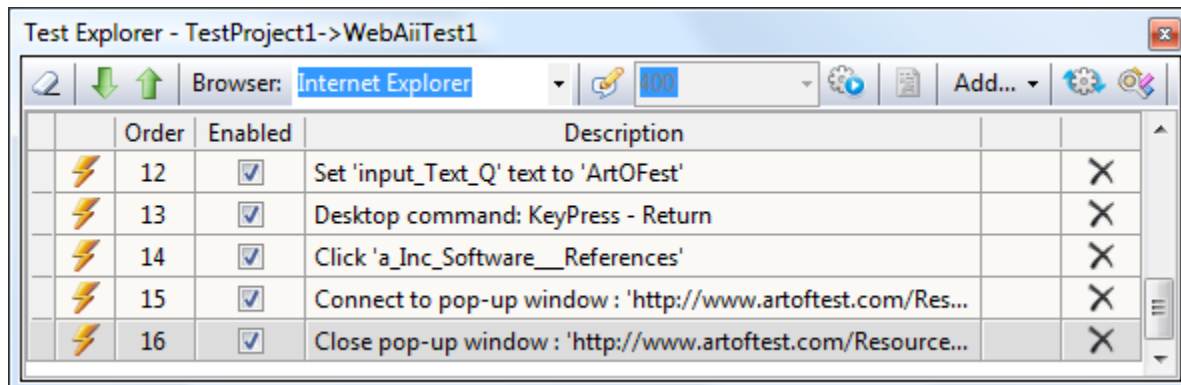 Test Explorer - TestProject1->WebAiiTest1
Browser: Internet Explorer 400 Add...
Order Enabled Description
12 Set 'input_Text_Q' text to 'ArtOFest'
13 Desktop command: KeyPress - Return
14 Click 'a_Inc_Software__References'
15 Connect to pop-up window : 'http://www.artoftest.com/Res...
16 Close pop-up window : 'http://www.artoftest.com/Resource...